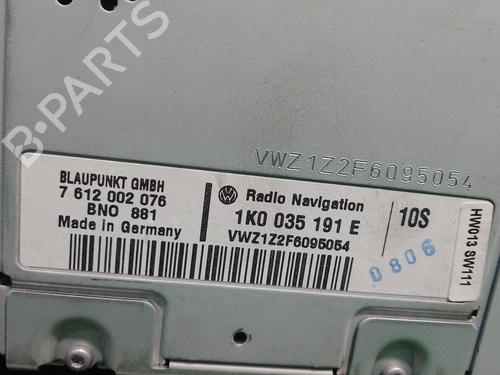 B-PARTS
VWZ1Z2F6095054
BLAUPUNKT GMBH
7 612 002 076
BNO 881
Made in Germany
Radio Navigation
1K0 035 191 E
VWZ1Z2F6095054
10S
0806
HW013 SW111